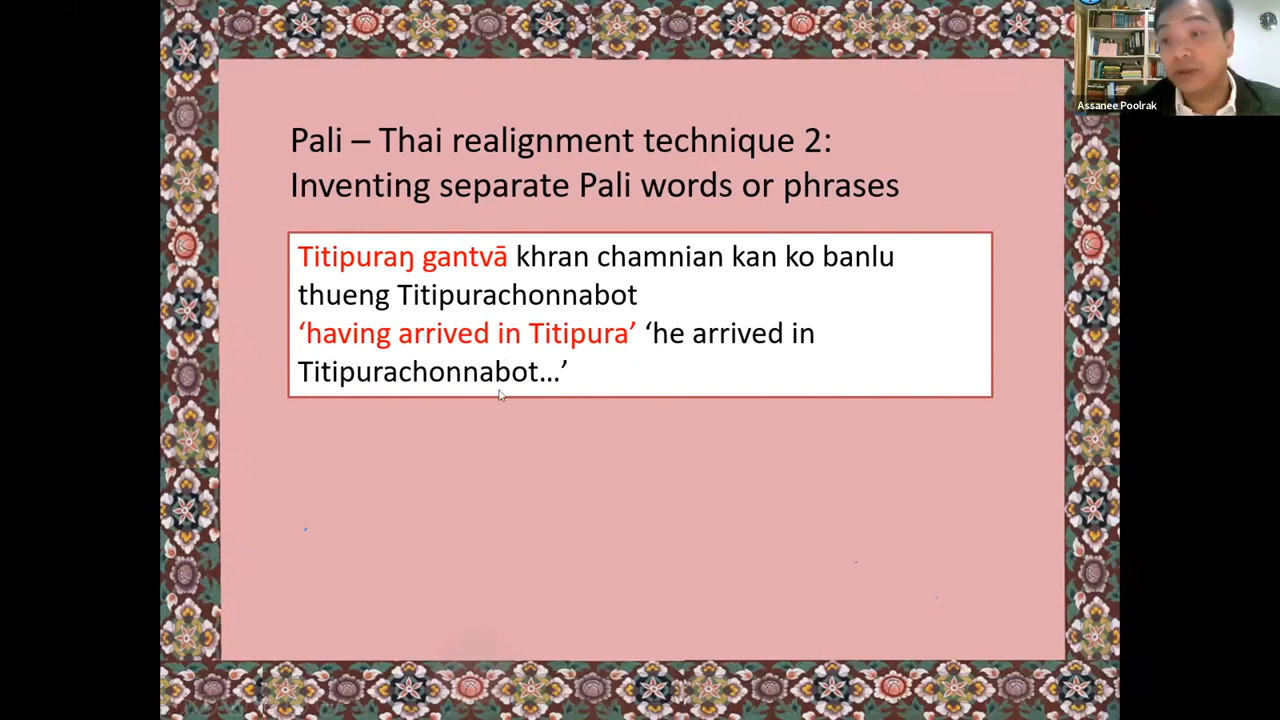 Assanee Poolrak
Pali – Thai realignment technique 2:
Inventing separate Pali words or phrases
Titipuraŋ gantvā khran chamnian kan ko banlu
thueng Titipurachonnabot
‘having arrived in Titipura’ ‘he arrived in
Titipurachonnabot…’